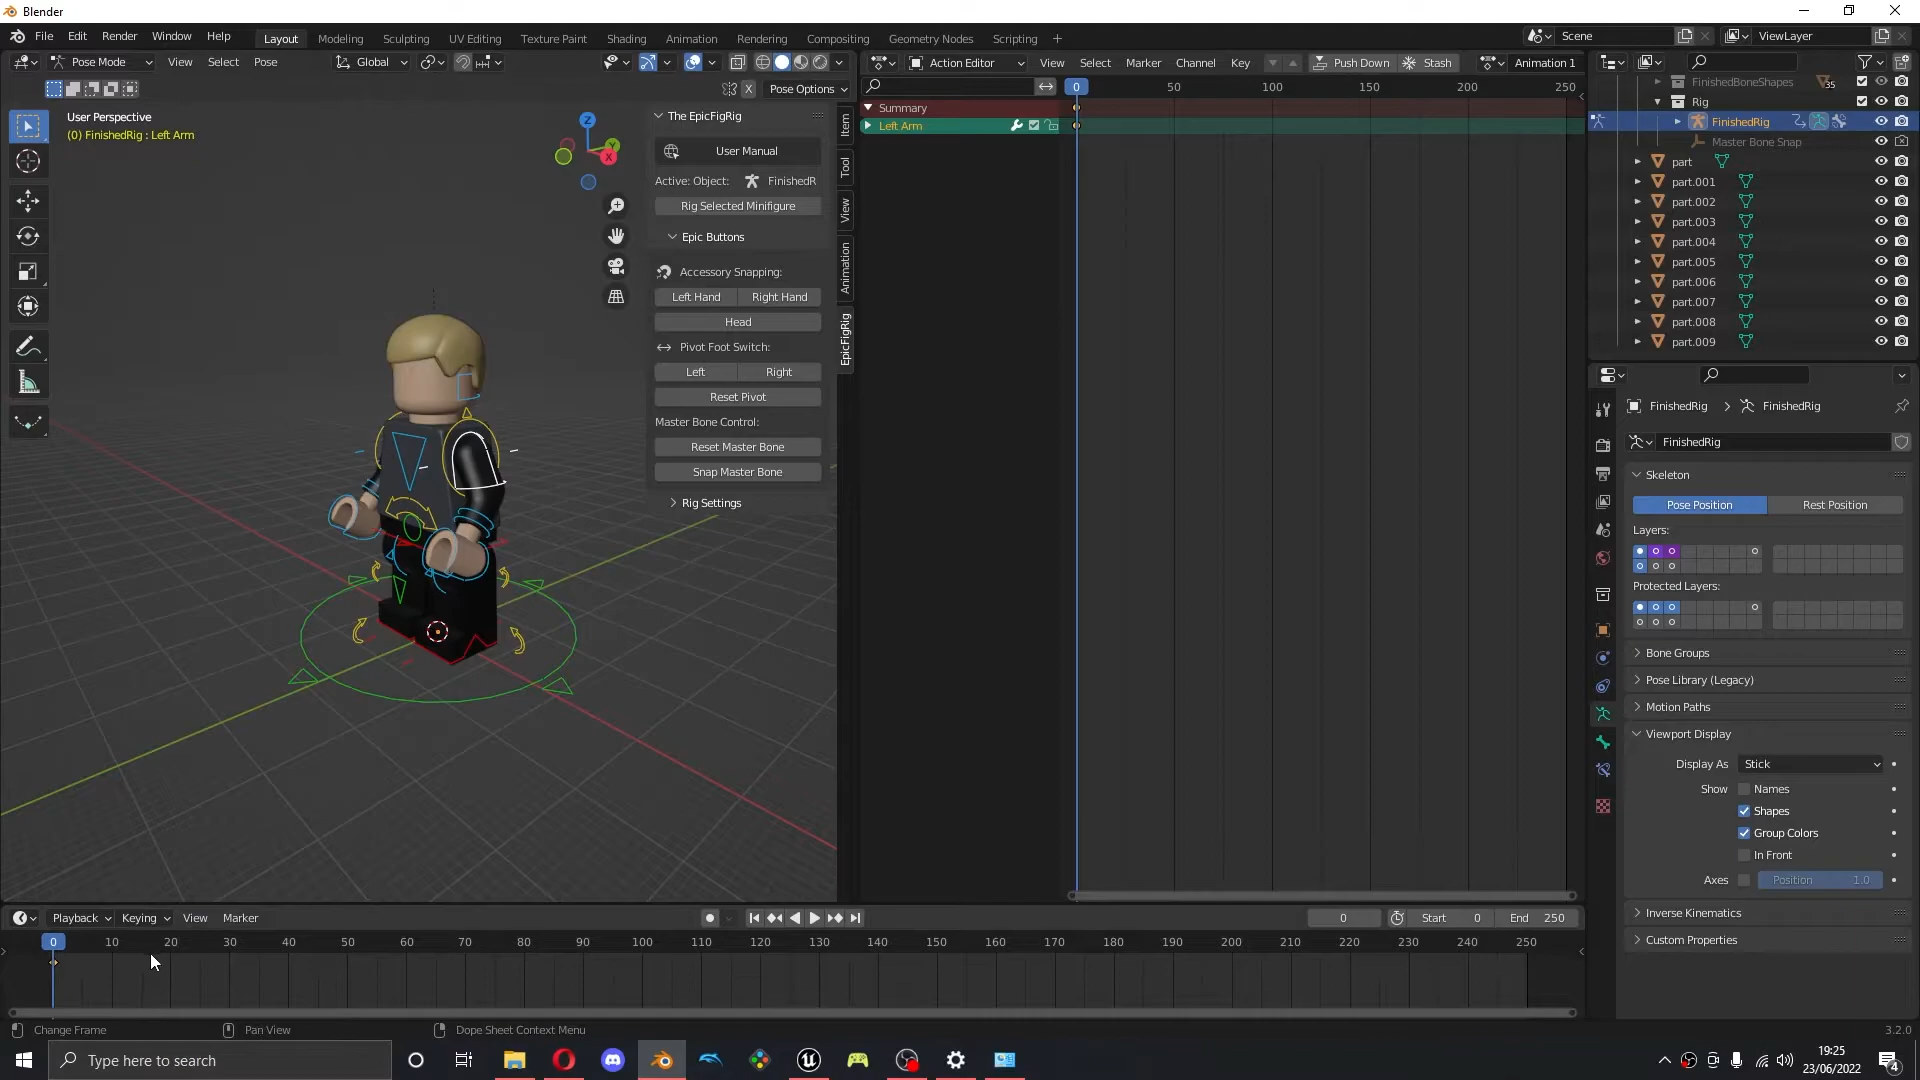 Blender
File Edit Render Window Help Layout Modeling Sculpting UV Editing Texture Paint Shading Animation Rendering Compositing Geometry Nodes Scripting + Scene ViewLayer
Pose Mode View Select Pose Global Action Editor View Select Marker Channel Key Push Down Stash Animation 1
X Pose Options
User Perspective
(0) FinishedRig : Left Arm
Z
Y
X
The EpicFigRig
User Manual
Active: Object: FinishedR
Rig Selected Minifigure
Epic Buttons
Accessory Snapping:
Left Hand Right Hand
Head
Pivot Foot Switch:
Left Right
Reset Pivot
Master Bone Control:
Reset Master Bone
Snap Master Bone
Rig Settings
Item
Tool
View
Animation
EpicFigRig
0 50 100 150 200 250
Summary
Left Arm
FinishedBoneShapes 35
Rig
FinishedRig
Master Bone Snap
part
part.001
part.002
part.003
part.004
part.005
part.006
part.007
part.008
part.009
FinishedRig > FinishedRig
FinishedRig
Skeleton
Pose Position Rest Position
Layers:
Protected Layers:
Bone Groups
Pose Library (Legacy)
Motion Paths
Viewport Display
Display As Stick
Show Names
Shapes
Group Colors
In Front
Axes Position 1.0
Inverse Kinematics
Custom Properties
Playback Keying View Marker 0 Start 0 End 250
0 10 20 30 40 50 60 70 80 90 100 110 120 130 140 150 160 170 180 190 200 210 220 230 240 250
Change Frame Pan View Dope Sheet Context Menu 3.2.0
Type here to search
19:25
23/06/2022
4